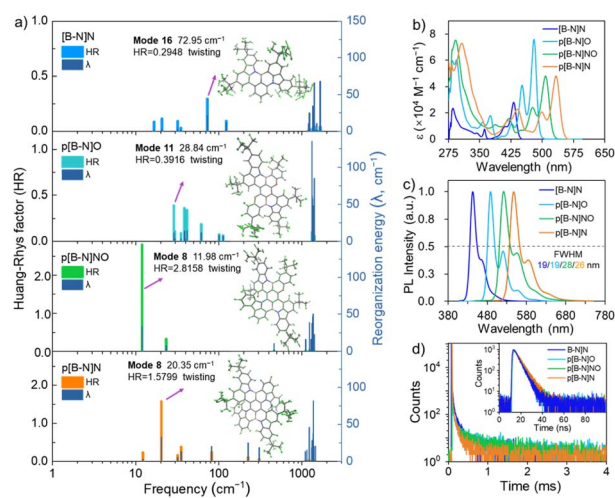 a)
[B-N]N
HR
λ
Mode 16 72.95 cm⁻¹
HR=0.2948 twisting
1.0
0.5
0.0
150
100
50
0
p[B-N]O
HR
λ
Mode 11 28.84 cm⁻¹
HR=0.3916 twisting
1.0
0.5
0.0
100
50
0
p[B-N]NO
HR
λ
Mode 8 11.98 cm⁻¹
HR=2.8158 twisting
2.0
1.0
0.0
100
50
0
p[B-N]N
HR
λ
Mode 8 20.35 cm⁻¹
HR=1.5799 twisting
2.0
1.0
0.0
100
50
0
Huang-Rhys factor (HR)
Reorganization energy (λ, cm⁻¹)
1 10 100 1000
Frequency (cm⁻¹)
b)
[B-N]N
p[B-N]O
p[B-N]NO
p[B-N]N
ε (× 10⁴ M⁻¹ cm⁻¹)
8
6
4
2
0
275 350 425 500 575 650
Wavelength (nm)
c)
[B-N]N
p[B-N]O
p[B-N]NO
p[B-N]N
FWHM
19/19/28/26 nm
PL Intensity (a.u.)
1.0
0.5
0.0
380 480 580 680 780
Wavelength (nm)
d)
B-N]N
p[B-N]O
p[B-N]NO
p[B-N]N
Counts
10³
10²
10¹
10⁰
0 20 40 60 80
Time (ns)
Counts
10⁴
10²
10⁰
0 1 2 3 4
Time (ms)